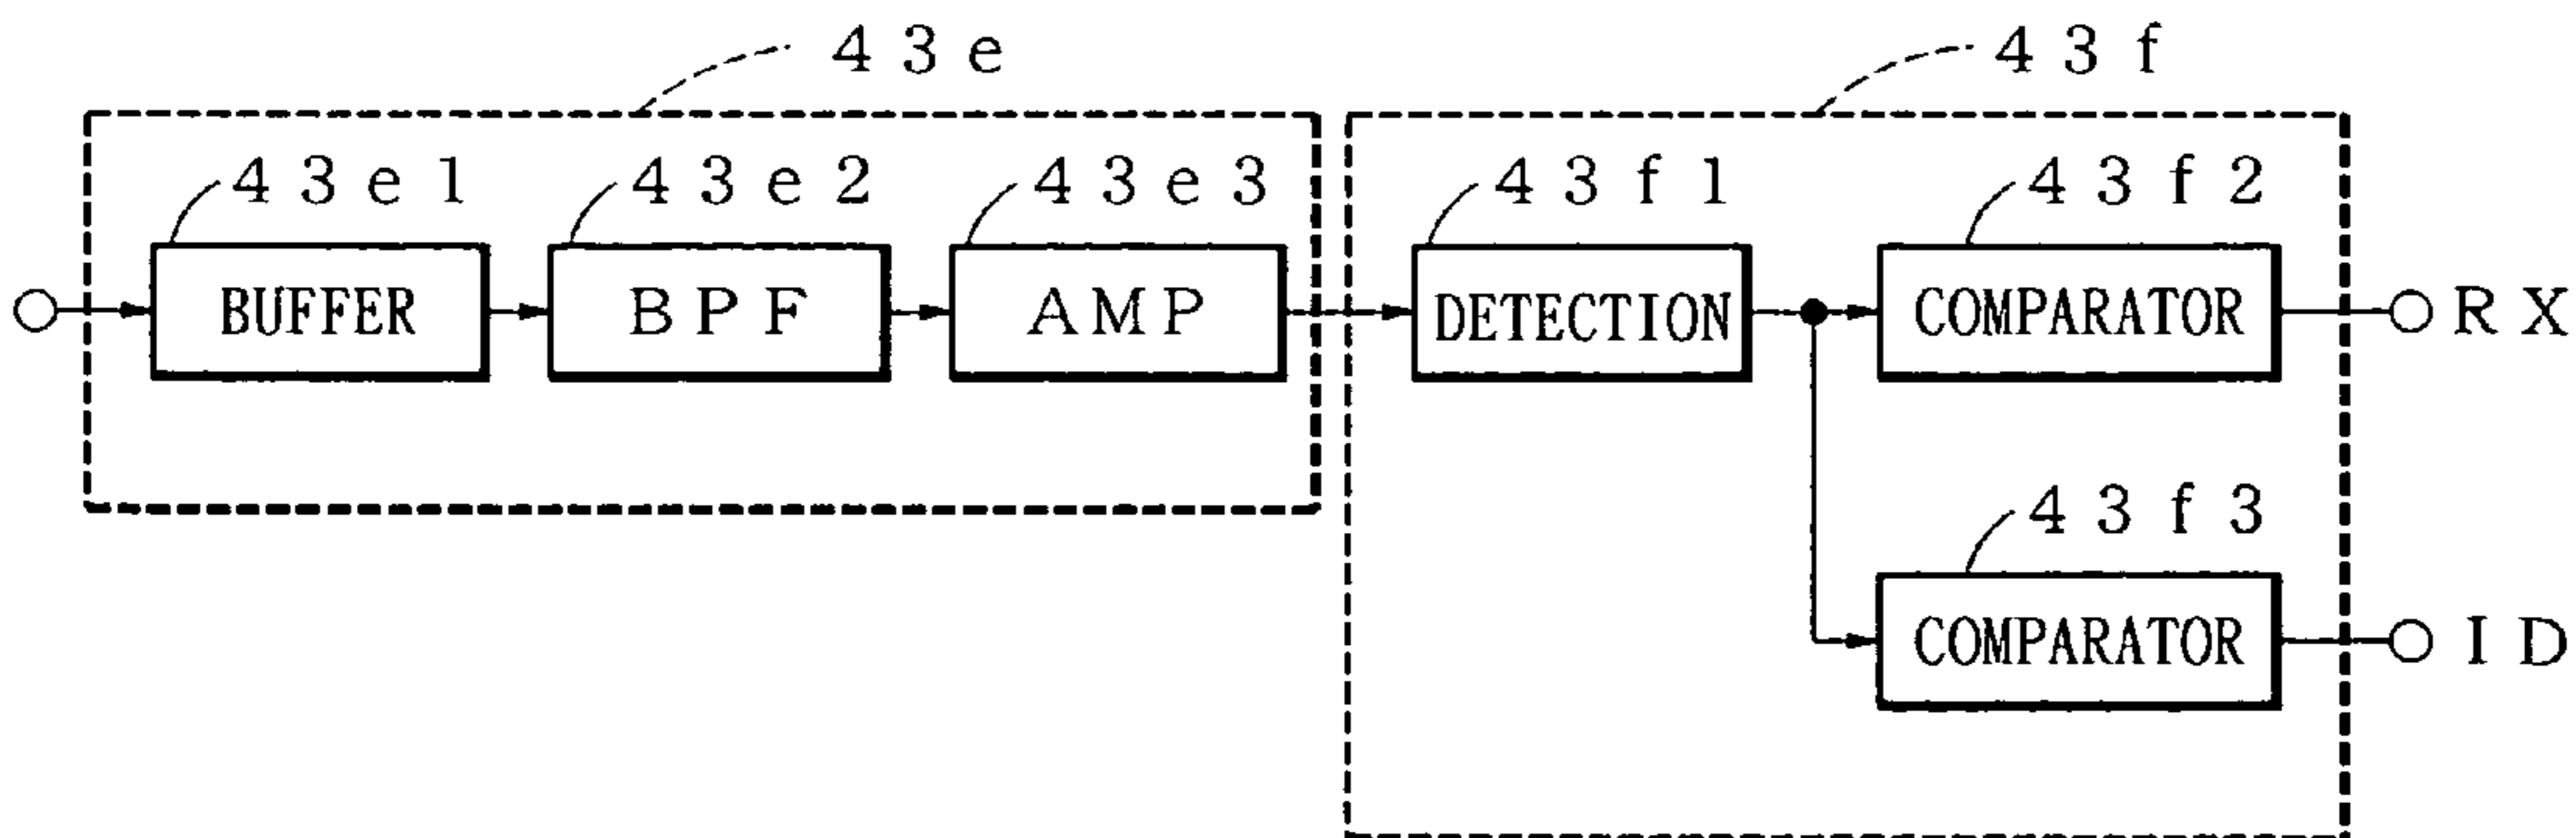 43e 43f
43e1 43e2 43e3 43f1 43f2
BUFFER BPF AMP DETECTION COMPARATOR RX
43f3
COMPARATOR ID